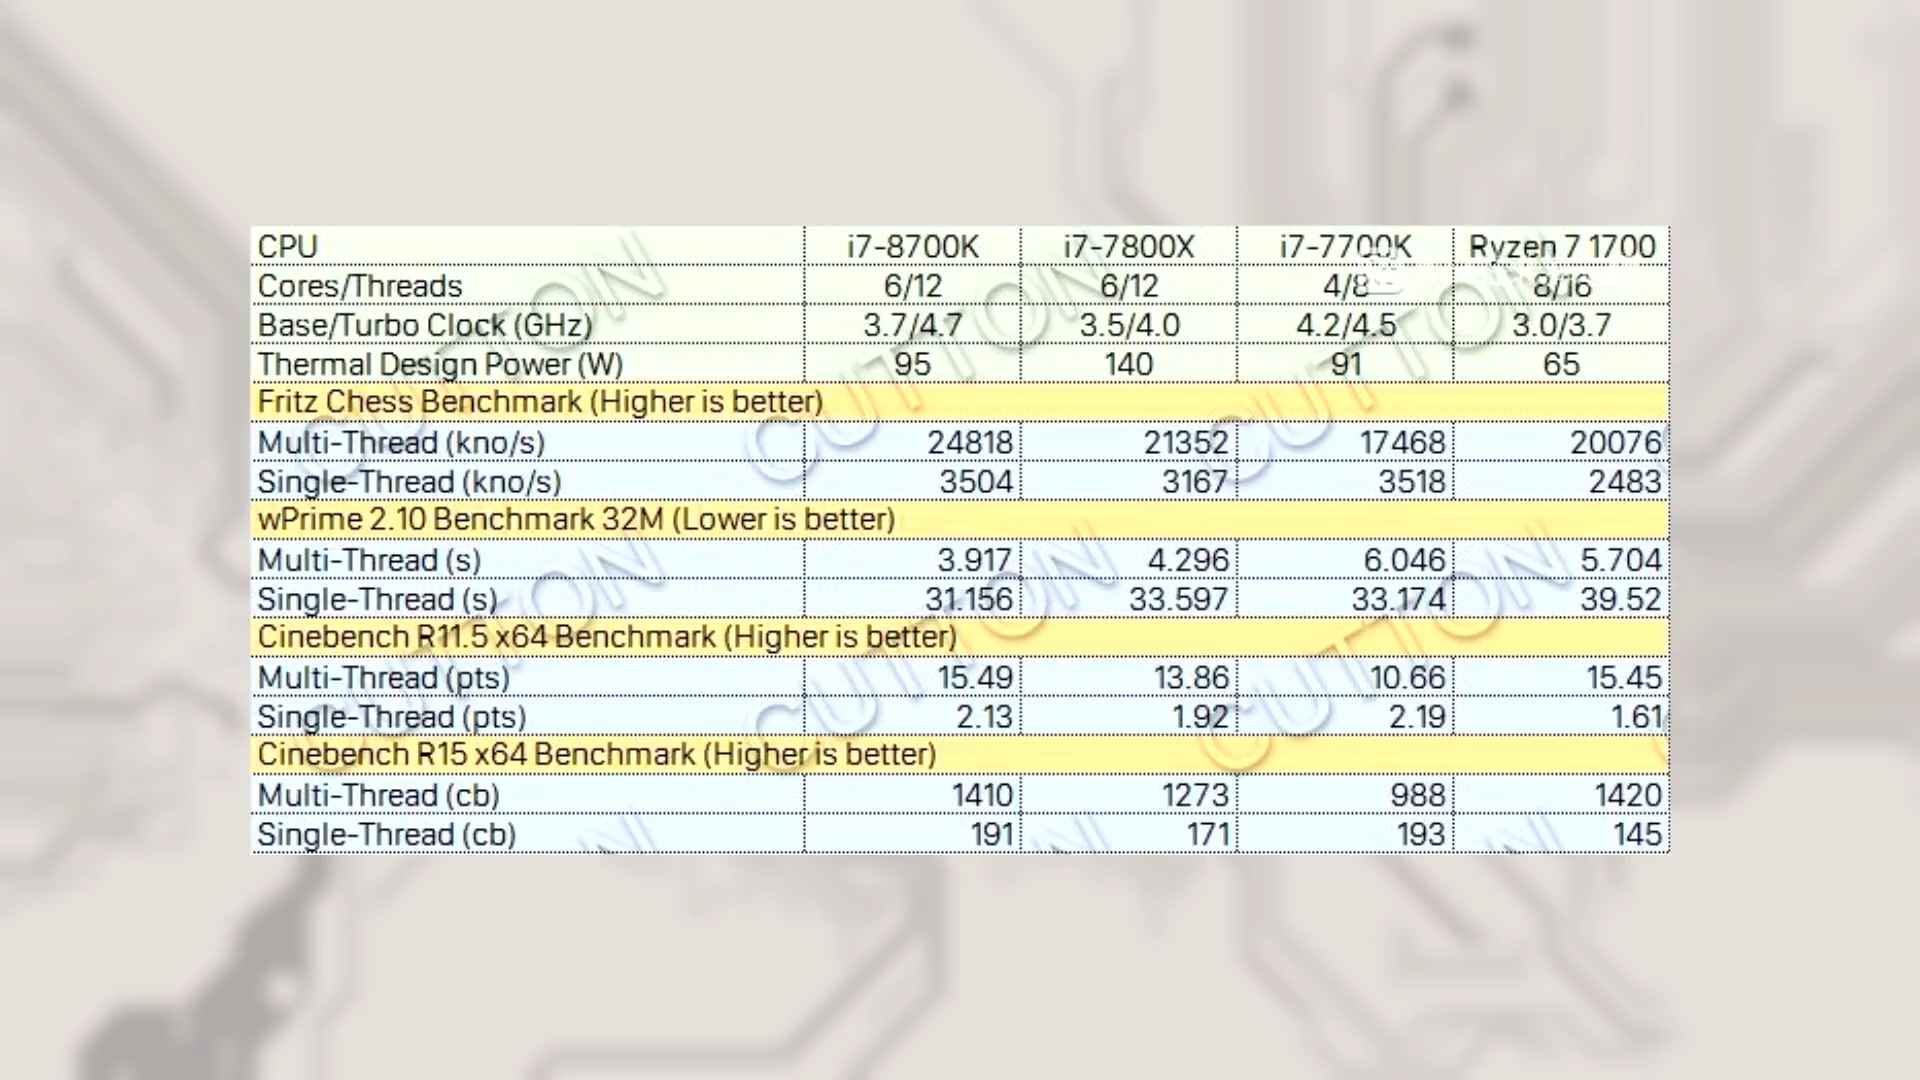 CPU i7-8700K i7-7800X i7-7700K Ryzen 7 1700
Cores/Threads 6/12 6/12 4/8 8/16
Base/Turbo Clock (GHz) 3.7/4.7 3.5/4.0 4.2/4.5 3.0/3.7
Thermal Design Power (W) 95 140 91 65
Fritz Chess Benchmark (Higher is better)
Multi-Thread (kno/s) 24818 21352 17468 20076
Single-Thread (kno/s) 3504 3167 3518 2483
wPrime 2.10 Benchmark 32M (Lower is better)
Multi-Thread (s) 3.917 4.296 6.046 5.704
Single-Thread (s) 31.156 33.597 33.174 39.52
Cinebench R11.5 x64 Benchmark (Higher is better)
Multi-Thread (pts) 15.49 13.86 10.66 15.45
Single-Thread (pts) 2.13 1.92 2.19 1.61
Cinebench R15 x64 Benchmark (Higher is better)
Multi-Thread (cb) 1410 1273 988 1420
Single-Thread (cb) 191 171 193 145
CUTTON
CUTTON
CUTTON
CUTTON
CUTTON
CUTTON